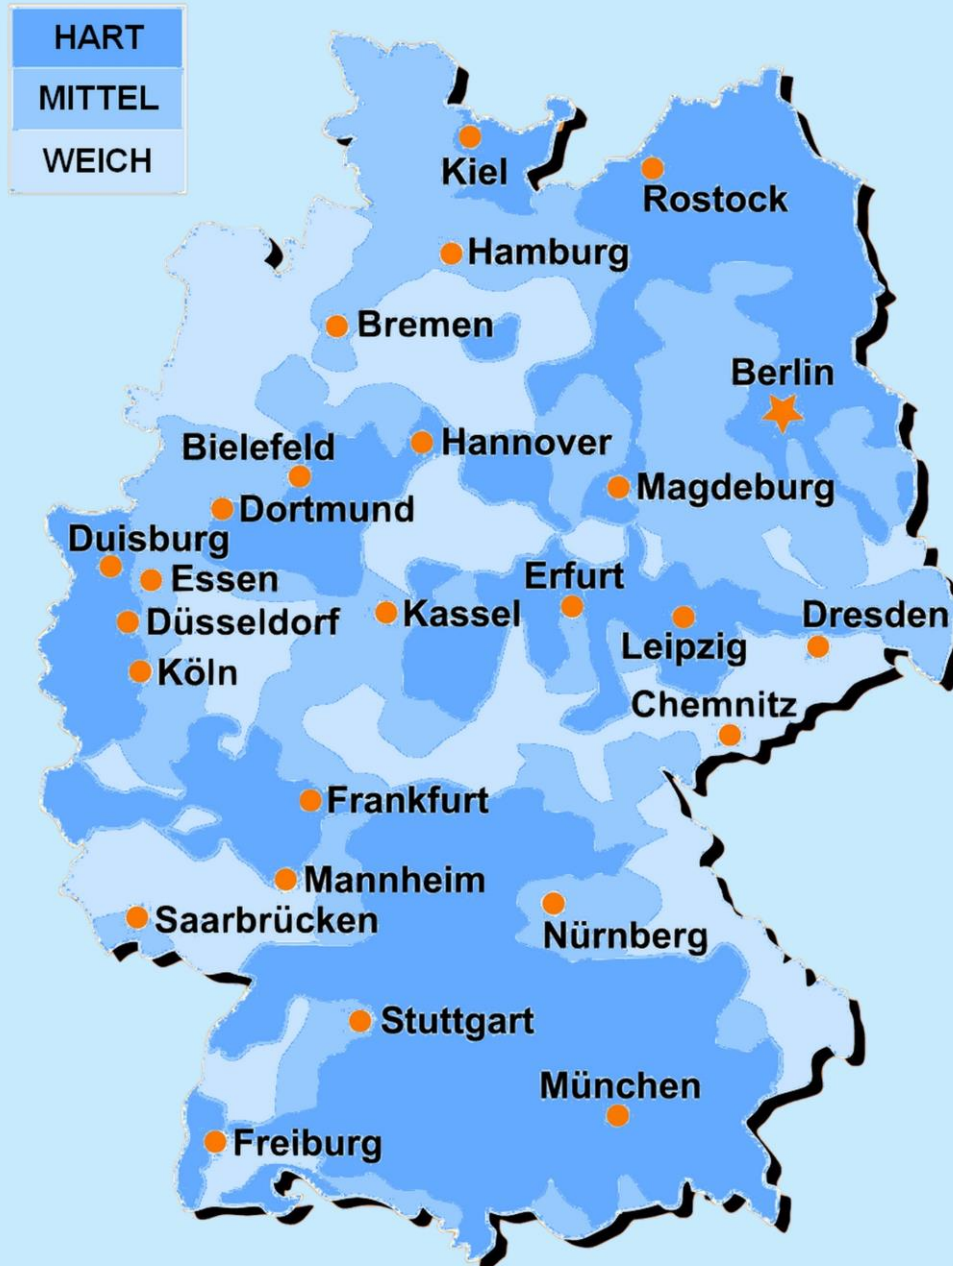 HART
MITTEL
WEICH
Kiel
Rostock
Hamburg
Bremen
Berlin
Hannover
Bielefeld
Magdeburg
Dortmund
Duisburg
Essen
Erfurt
Kassel
Düsseldorf
Dresden
Leipzig
Köln
Chemnitz
Frankfurt
Mannheim
Saarbrücken
Nürnberg
Stuttgart
München
Freiburg